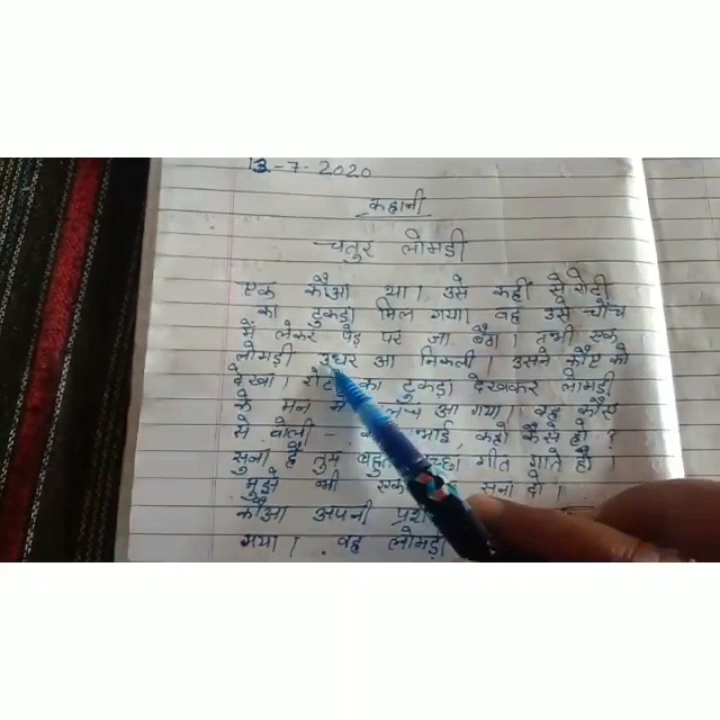 13-7-2020
कहानी
चतुर लोमड़ी
एक कौआ था। उसे कहीं से रोटी
का टुकड़ा मिल गया। वह उसे चोंच
में लेकर पेड़ पर जा बैठा। तभी एक
लोमड़ी उधर आ निकली। उसने कौए को
देखा। का टुकड़ा देखकर लोमड़ी
के मन आ गया। वह कौए
से बोली - भाई, कहो कैसे हो ?
सुना है तुम बहुत गीत गाते हो।
मुझे भी एक सुना दो।
कौआ अपनी
गया। वह